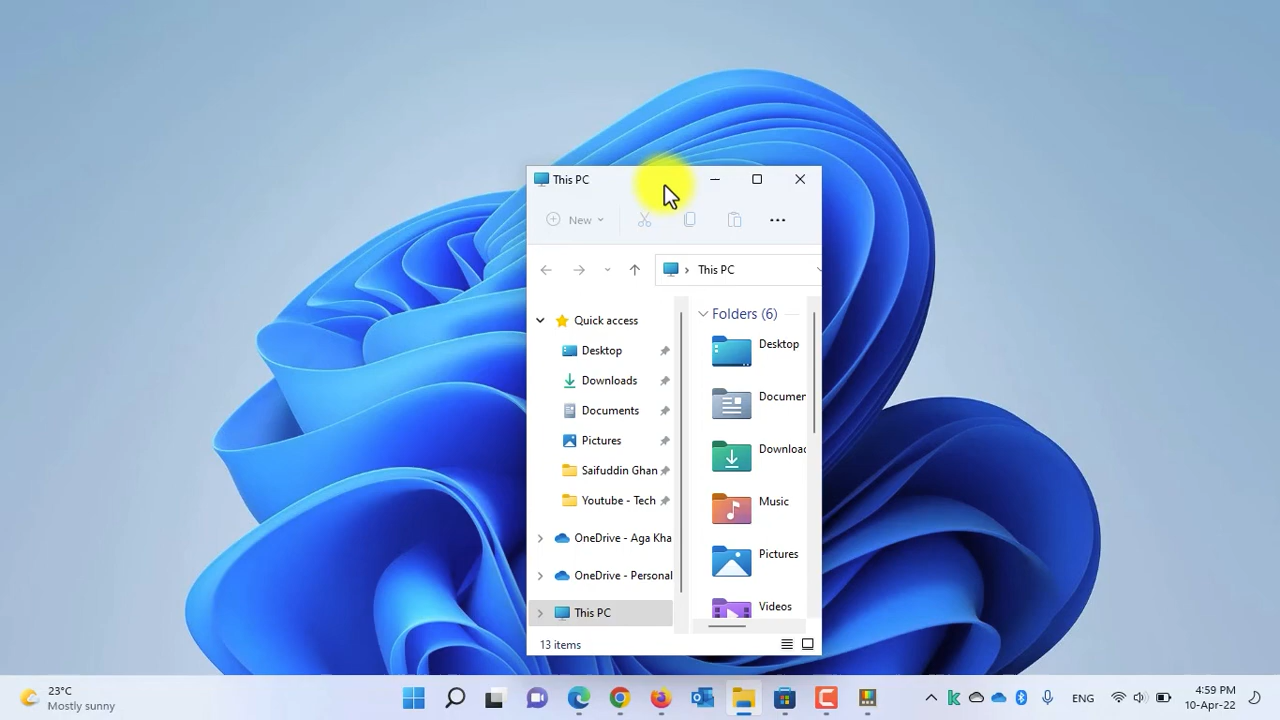 This PC
New
This PC
Quick access
Desktop
Downloads
Documents
Pictures
Saifuddin Ghan
Youtube - Tech
OneDrive - Aga Kha
OneDrive - Personal
This PC
Folders (6)
Desktop
Documen
Downloac
Music
Pictures
Videos
13 items
23°C
Mostly sunny
ENG
4:59 PM
10-Apr-22